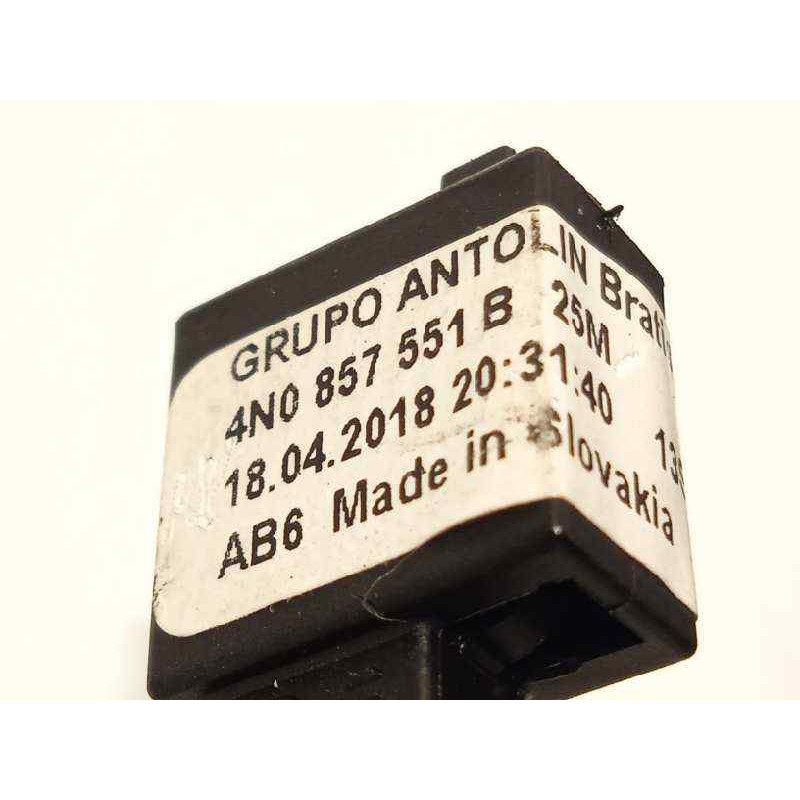 GRUPO ANTOLIN
4N0 857 551 B 25M
18.04.2018 20:31:40
AB6 Made in Slovakia